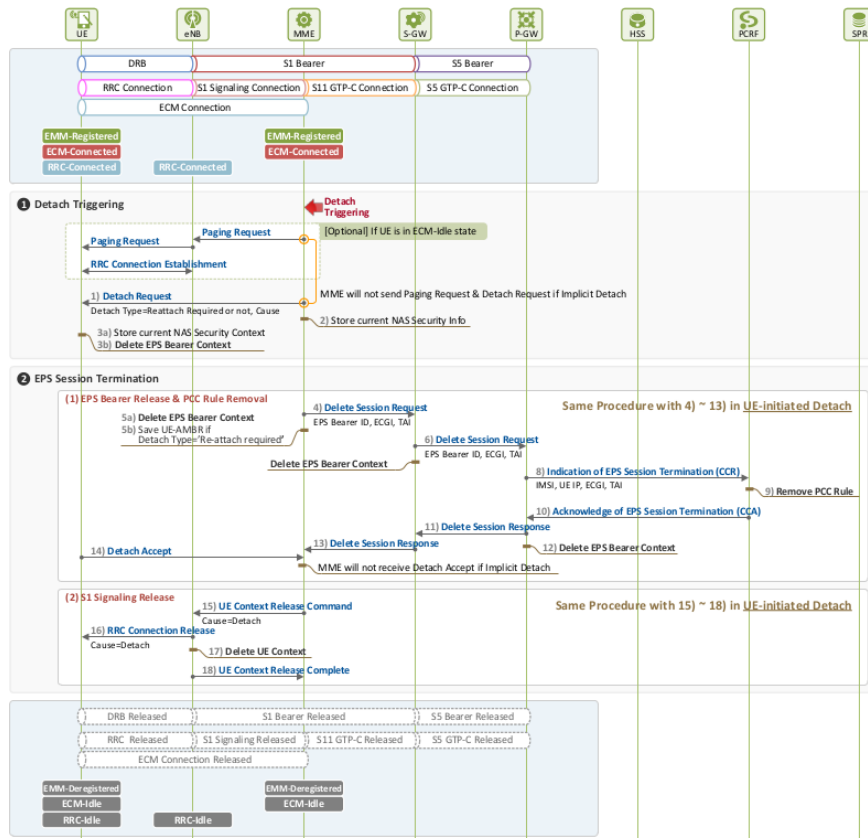 UE eNB MME S-GW P-GW HSS PCRF SPR
DRB S1 Bearer S5 Bearer
RRC Connection S1 Signaling Connection S11 GTP-C Connection S5 GTP-C Connection
ECM Connection
EMM-Registered EMM-Registered
ECM-Connected ECM-Connected
RRC-Connected RRC-Connected
1 Detach Triggering
Detach
Triggering
Paging Request
[Optional] If UE is in ECM-Idle state
Paging Request
RRC Connection Establishment
1) Detach Request
MME will not send Paging Request & Detach Request if Implicit Detach
Detach Type=Reattach Required or not, Cause
2) Store current NAS Security Info
3a) Store current NAS Security Context
3b) Delete EPS Bearer Context
2 EPS Session Termination
(1) EPS Bearer Release & PCC Rule Removal
Same Procedure with 4) ~ 13) in UE-initiated Detach
4) Delete Session Request
EPS Bearer ID, ECGI, TAI
5a) Delete EPS Bearer Context
5b) Save UE-AMBR if
Detach Type='Re-attach required'
6) Delete Session Request
EPS Bearer ID, ECGI, TAI
Delete EPS Bearer Context
8) Indication of EPS Session Termination (CCR)
IMSI, UE IP, ECGI, TAI
9) Remove PCC Rule
10) Acknowledge of EPS Session Termination (CCA)
11) Delete Session Response
12) Delete EPS Bearer Context
13) Delete Session Response
14) Detach Accept
MME will not receive Detach Accept if Implicit Detach
(2) S1 Signaling Release
Same Procedure with 15) ~ 18) in UE-initiated Detach
15) UE Context Release Command
Cause=Detach
16) RRC Connection Release
Cause=Detach
17) Delete UE Context
18) UE Context Release Complete
DRB Released S1 Bearer Released S5 Bearer Released
RRC Released S1 Signaling Released S11 GTP-C Released S5 GTP-C Released
ECM Connection Released
EMM-Deregistered EMM-Deregistered
ECM-Idle ECM-Idle
RRC-Idle RRC-Idle